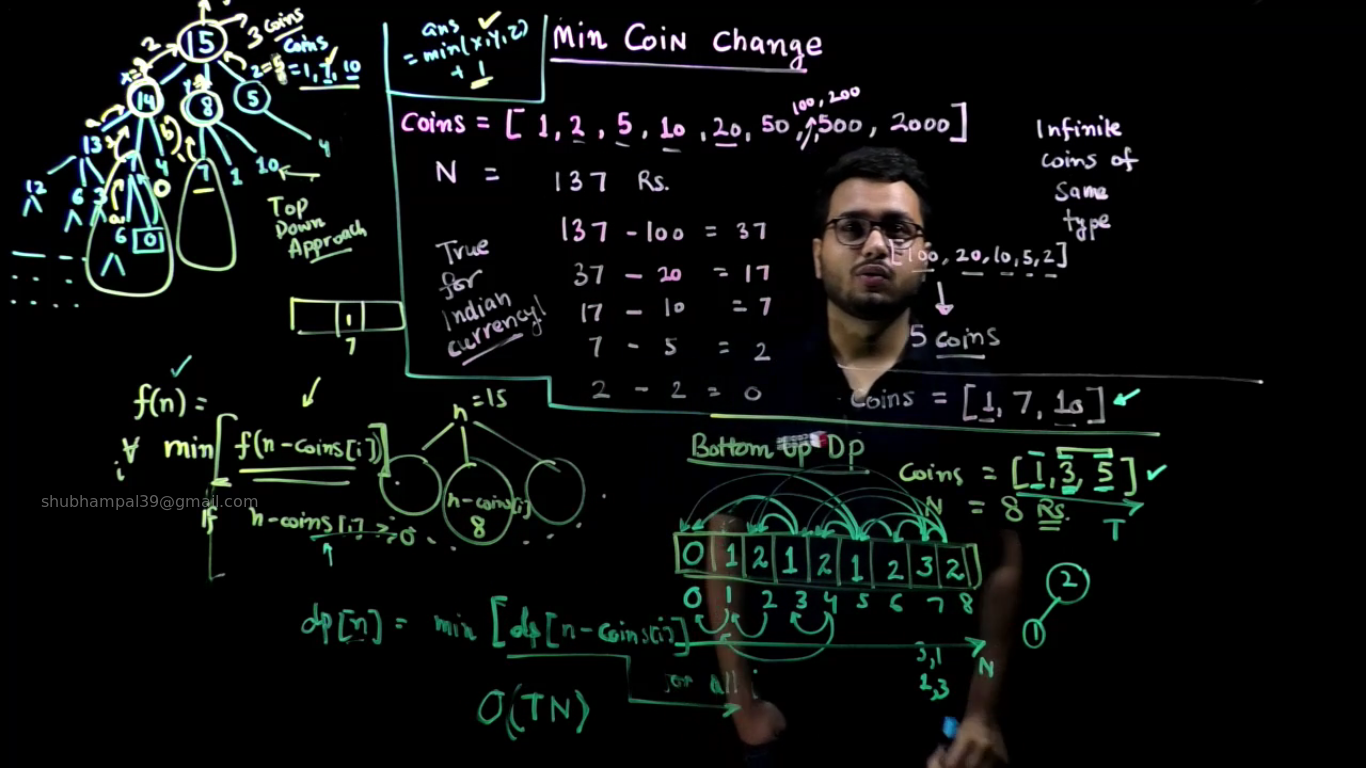 15
3 coins
coins
= 1, 7, 10
2
14
8
5
13
7
4
7
1
10
4
12
6
3
6
0
Top
Down
Approach
1
7
ans
= min(x,y,z)
+ 1
Min Coin Change
Coins = [ 1, 2, 5, 10, 20, 50, 500, 2000]
100, 200
N = 137 Rs.
Infinite
coins of
same
type
137 - 100 = 37
37 - 20 = 17
17 - 10 = 7
7 - 5 = 2
2 - 2 = 0
True
for
Indian
currency!
[100, 20, 10, 5, 2]
5 coins
Coins = [1, 7, 10]
f(n) =
∀ i min[ f(n-coins[i])]
if n-coins[i] >= 0
n = 15
n-coins[i]
8
shubhampal39@gmail.com
Bottom up Dp
Coins = [1, 3, 5]
N = 8 Rs.
T
0 1 2 1 2 1 2 3 2
0 1 2 3 4 5 6 7 8
N
2
1
dp[n] = min [dp[n-coins[i]]
for all i
O(TN)